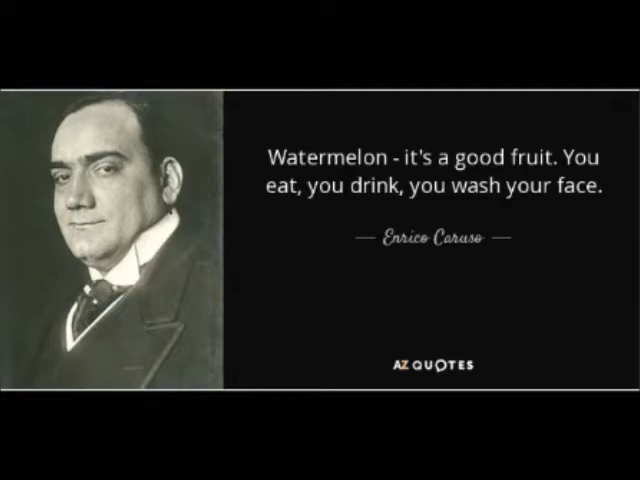 Watermelon - it's a good fruit. You
eat, you drink, you wash your face.
— Enrico Caruso —
AZ QUOTES